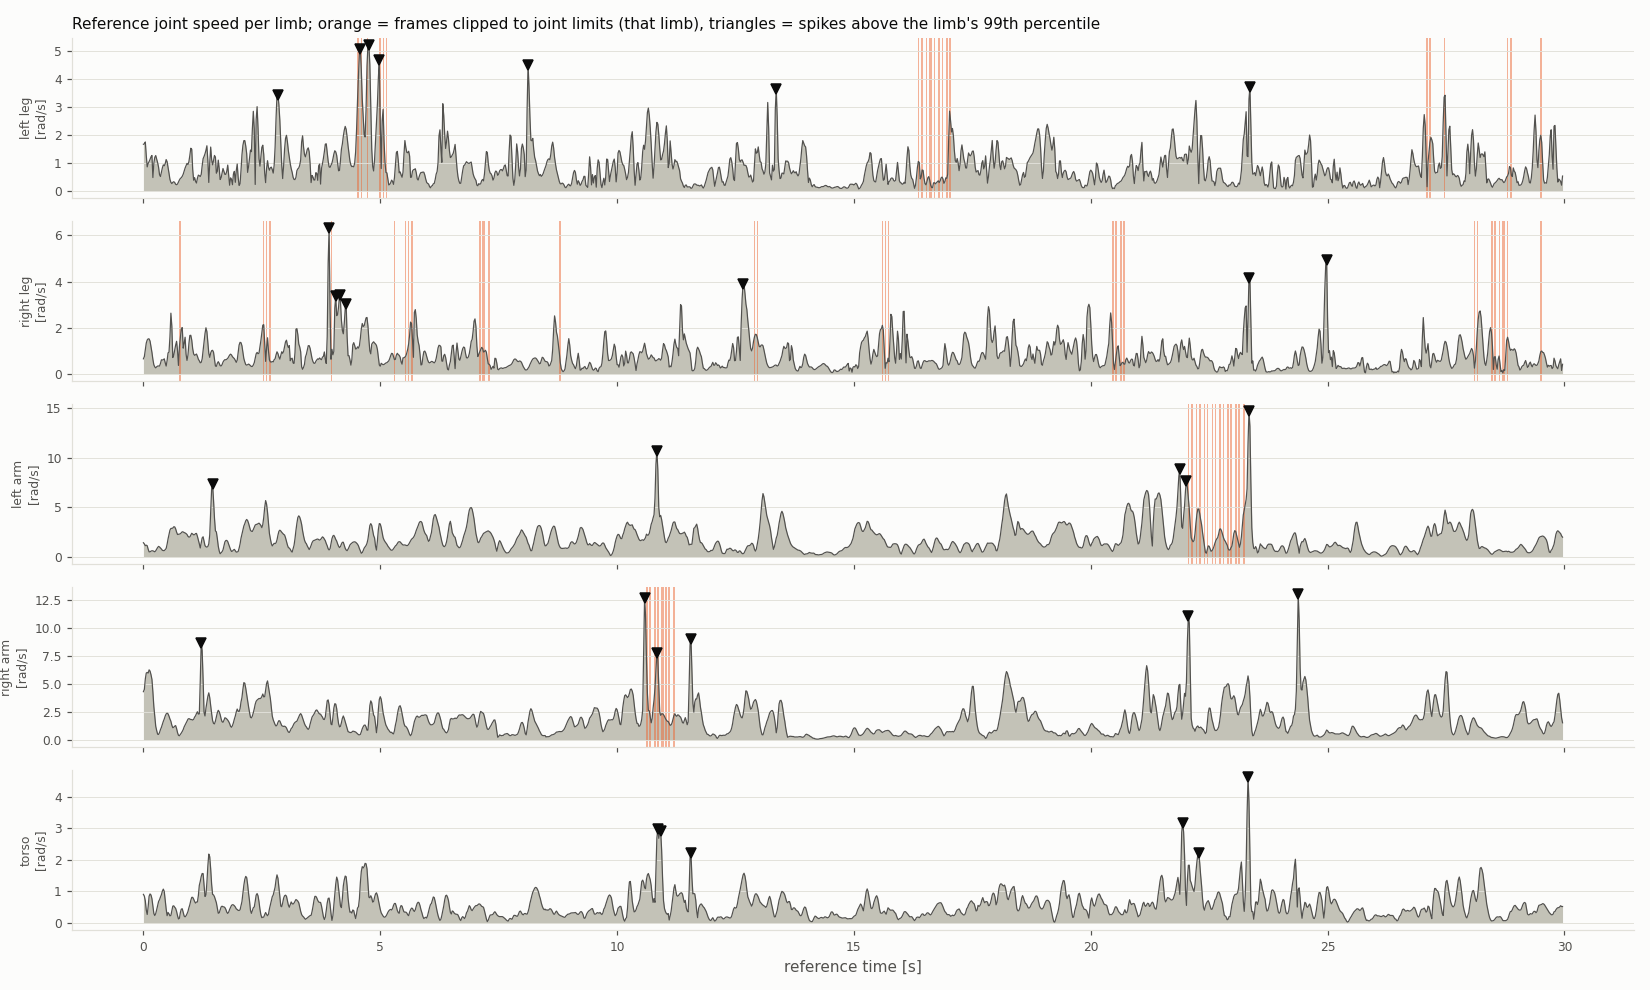 Reference joint speed per limb; orange = frames clipped to joint limits (that limb), triangles = spikes above the limb's 99th percentile
5
4
3
2
1
0
left leg
[rad/s]
6
4
2
0
right leg
[rad/s]
15
10
5
0
left arm
[rad/s]
12.5
10.0
7.5
5.0
2.5
0.0
right arm
[rad/s]
4
3
2
1
0
torso
[rad/s]
0 5 10 15 20 25 30
reference time [s]